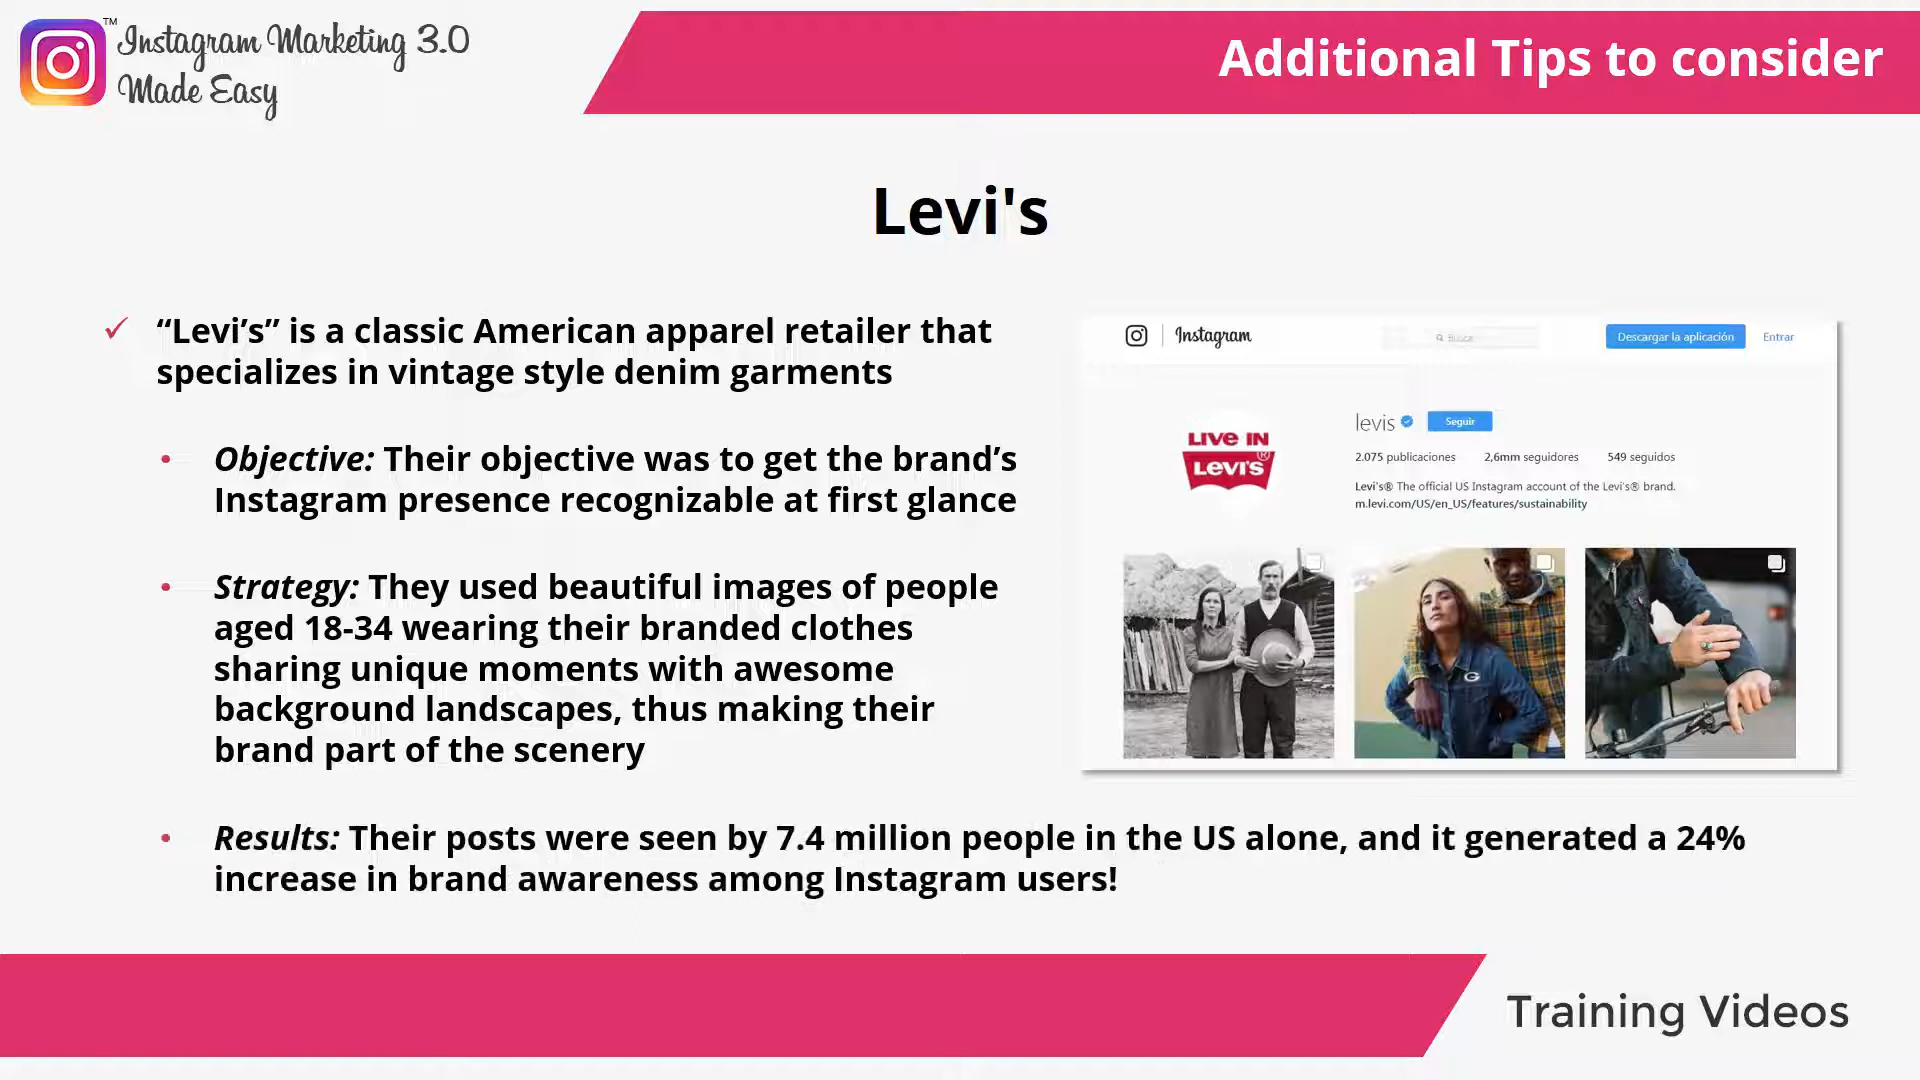 ™
Instagram Marketing 3.0
Made Easy
Additional Tips to consider
Levi's
“Levi’s” is a classic American apparel retailer that
specializes in vintage style denim garments
Objective: Their objective was to get the brand’s
Instagram presence recognizable at first glance
Strategy: They used beautiful images of people
aged 18-34 wearing their branded clothes
sharing unique moments with awesome
background landscapes, thus making their
brand part of the scenery
Instagram
Busca
Descargar la aplicación
Entrar
LIVE IN
LEVI'S®
levis
Seguir
2.075 publicaciones 2,6mm seguidores 549 seguidos
Levi's® The official US Instagram account of the Levi's® brand.
m.levi.com/US/en_US/features/sustainability
G
Results: Their posts were seen by 7.4 million people in the US alone, and it generated a 24%
increase in brand awareness among Instagram users!
Training Videos